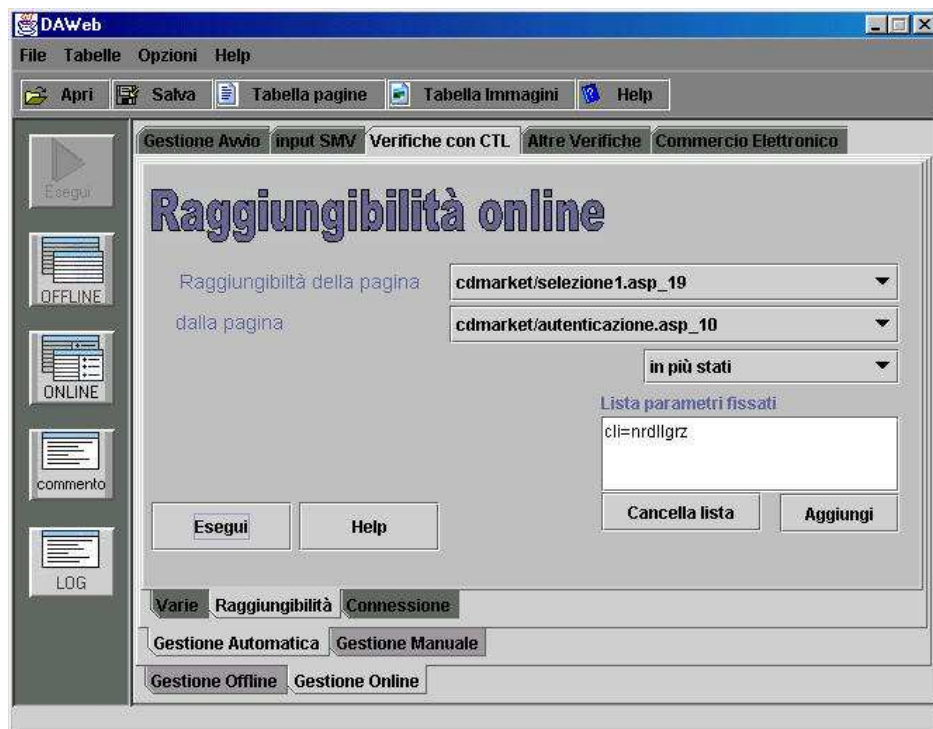 DAWeb
File Tabelle Opzioni Help
Apri Salva Tabella pagine Tabella Immagini Help
Gestione Avvio input SMV Verifiche con CTL Altre Verifiche Commercio Elettronico
Esegui
Raggiungibilità online
Raggiungibiltà della pagina cdmarket/selezione1.asp_19
OFFLINE
dalla pagina cdmarket/autenticazione.asp_10
in più stati
ONLINE
Lista parametri fissati
cli=nrdllgrz
commento
Cancella lista Aggiungi
Esegui Help
LOG
Varie Raggiungibilità Connessione
Gestione Automatica Gestione Manuale
Gestione Offline Gestione Online